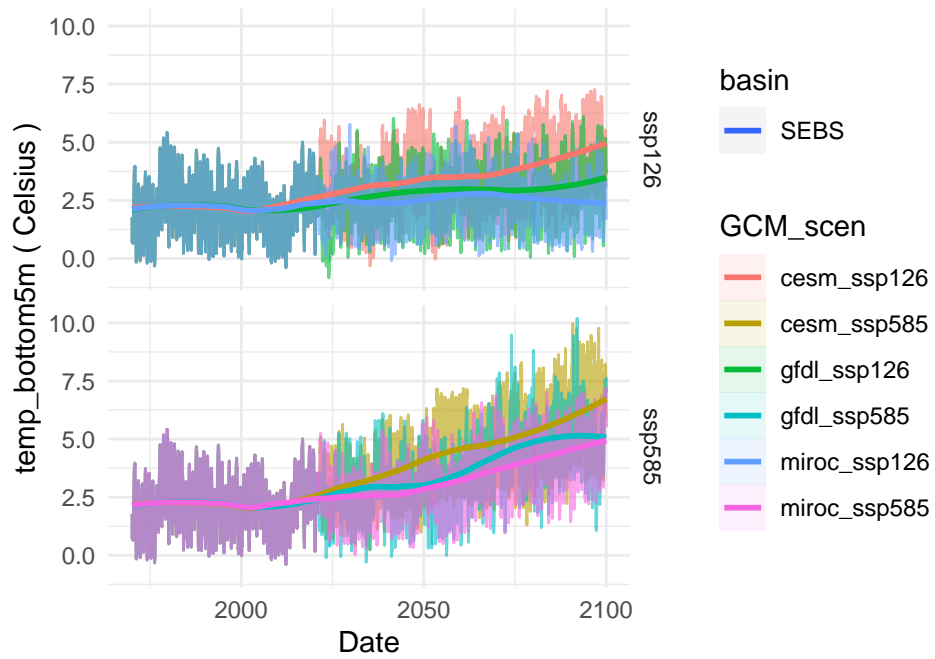 temp_bottom5m ( Celsius )
10.0
7.5
5.0
2.5
0.0
ssp126
10.0
7.5
5.0
2.5
0.0
ssp585
2000
2050
2100
Date
basin
SEBS
GCM_scen
cesm_ssp126
cesm_ssp585
gfdl_ssp126
gfdl_ssp585
miroc_ssp126
miroc_ssp585